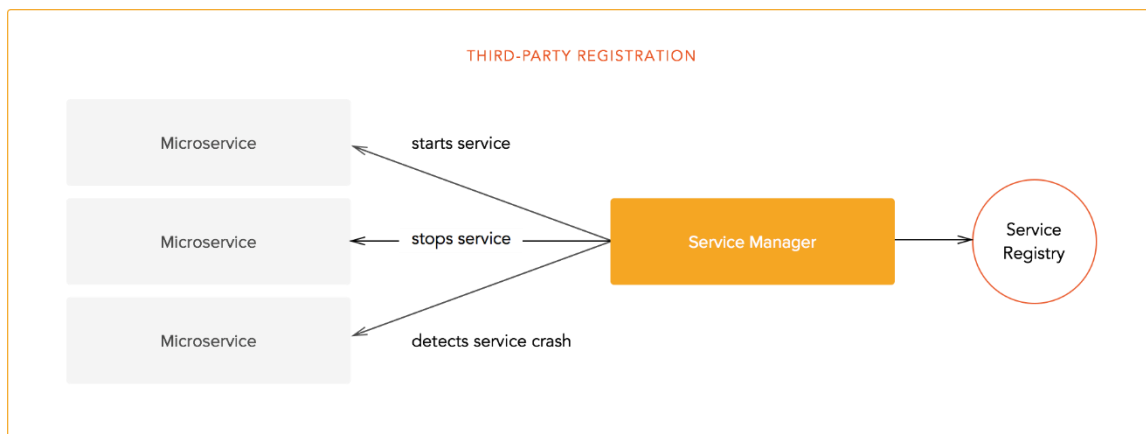 THIRD-PARTY REGISTRATION
Microservice
starts service
Microservice
stops service
Service Manager
Service
Registry
Microservice
detects service crash